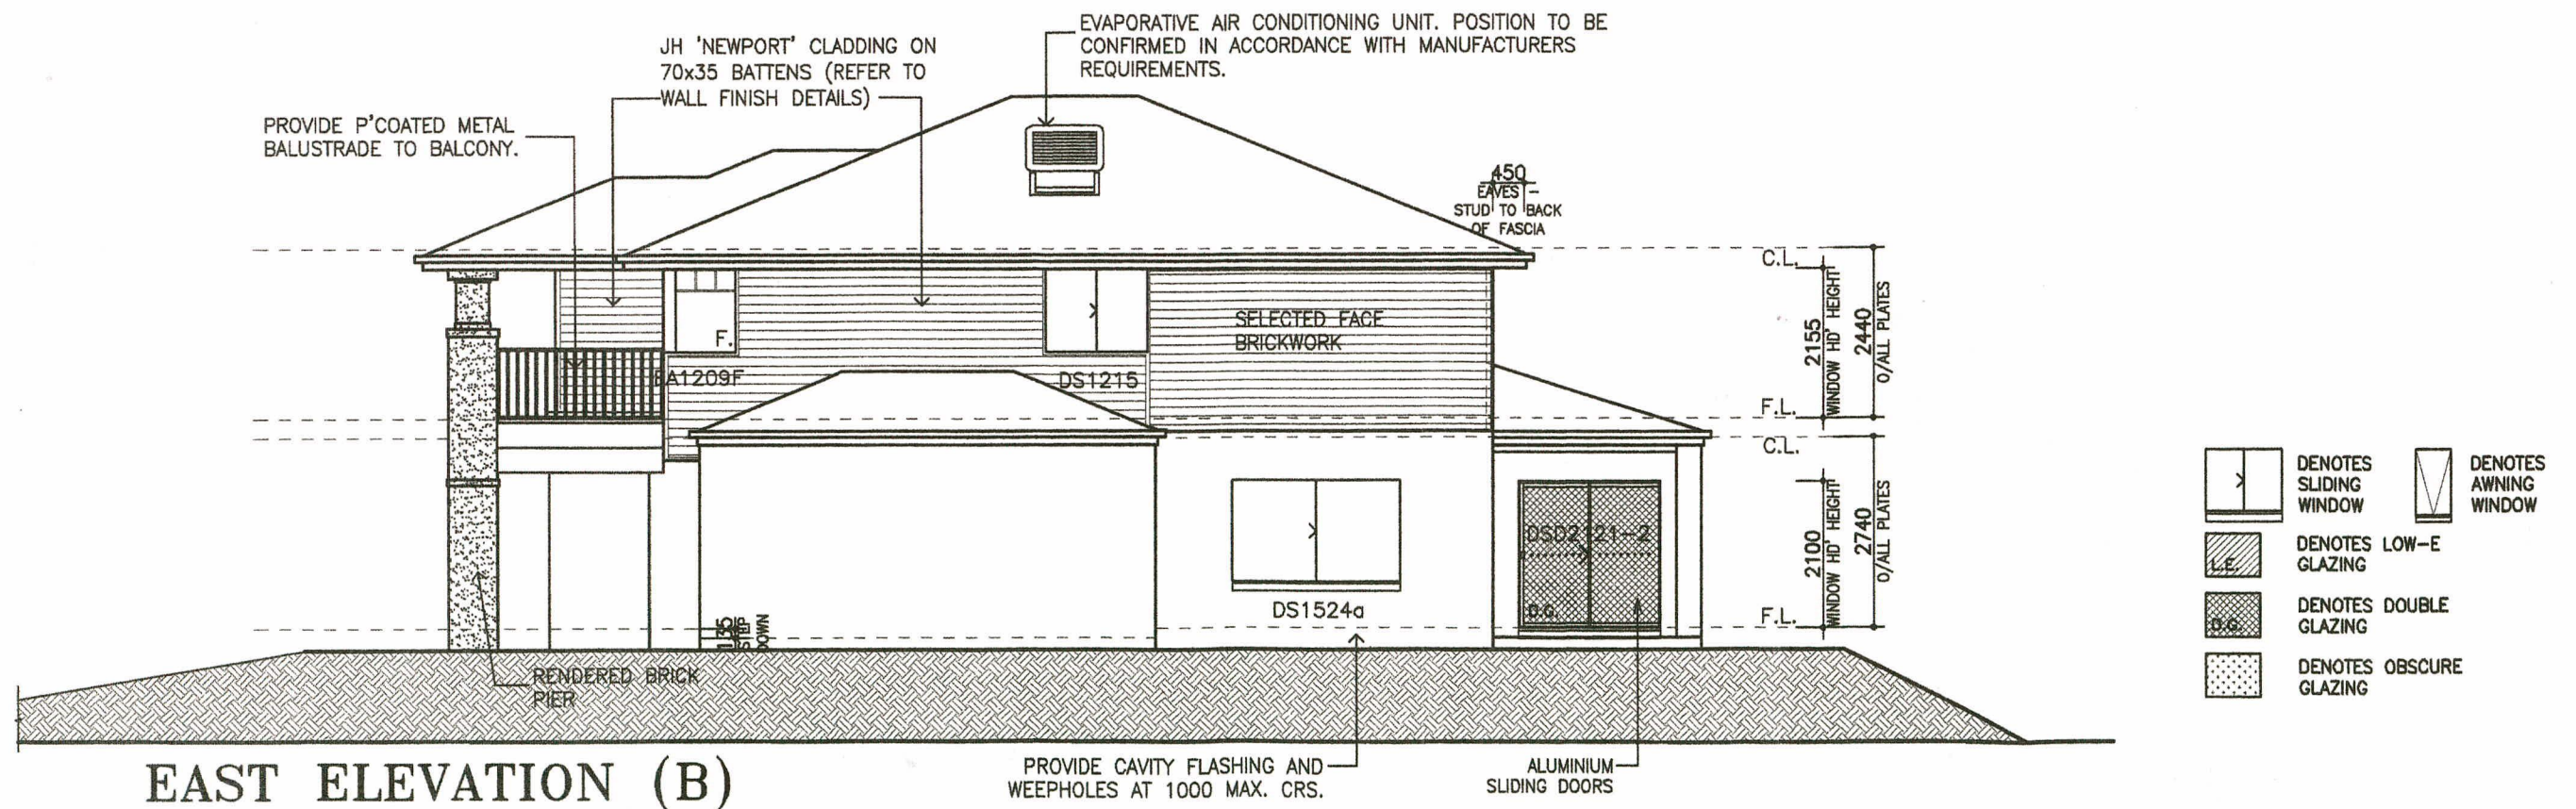 EVAPORATIVE AIR CONDITIONING UNIT. POSITION TO BE
CONFIRMED IN ACCORDANCE WITH MANUFACTURERS
REQUIREMENTS.
JH 'NEWPORT' CLADDING ON
70x35 BATTENS (REFER TO
WALL FINISH DETAILS)
PROVIDE P'COATED METAL
BALUSTRADE TO BALCONY.
450
EAVES -
STUD TO BACK
OF FASCIA
C.L.
2155
WINDOW HD' HEIGHT
2440
O/ALL PLATES
F.L.
SELECTED FACE
BRICKWORK
F.
BA1209F
DS1215
C.L.
2100
WINDOW HD' HEIGHT
2740
O/ALL PLATES
F.L.
DSD2121-2
D.G.
DS1524a
135
STEP
DOWN
RENDERED BRICK
PIER
PROVIDE CAVITY FLASHING AND
WEEPHOLES AT 1000 MAX. CRS.
ALUMINIUM
SLIDING DOORS
EAST ELEVATION (B)
DENOTES
SLIDING
WINDOW
DENOTES
AWNING
WINDOW
L.E.
DENOTES LOW-E
GLAZING
D.G.
DENOTES DOUBLE
GLAZING
DENOTES OBSCURE
GLAZING